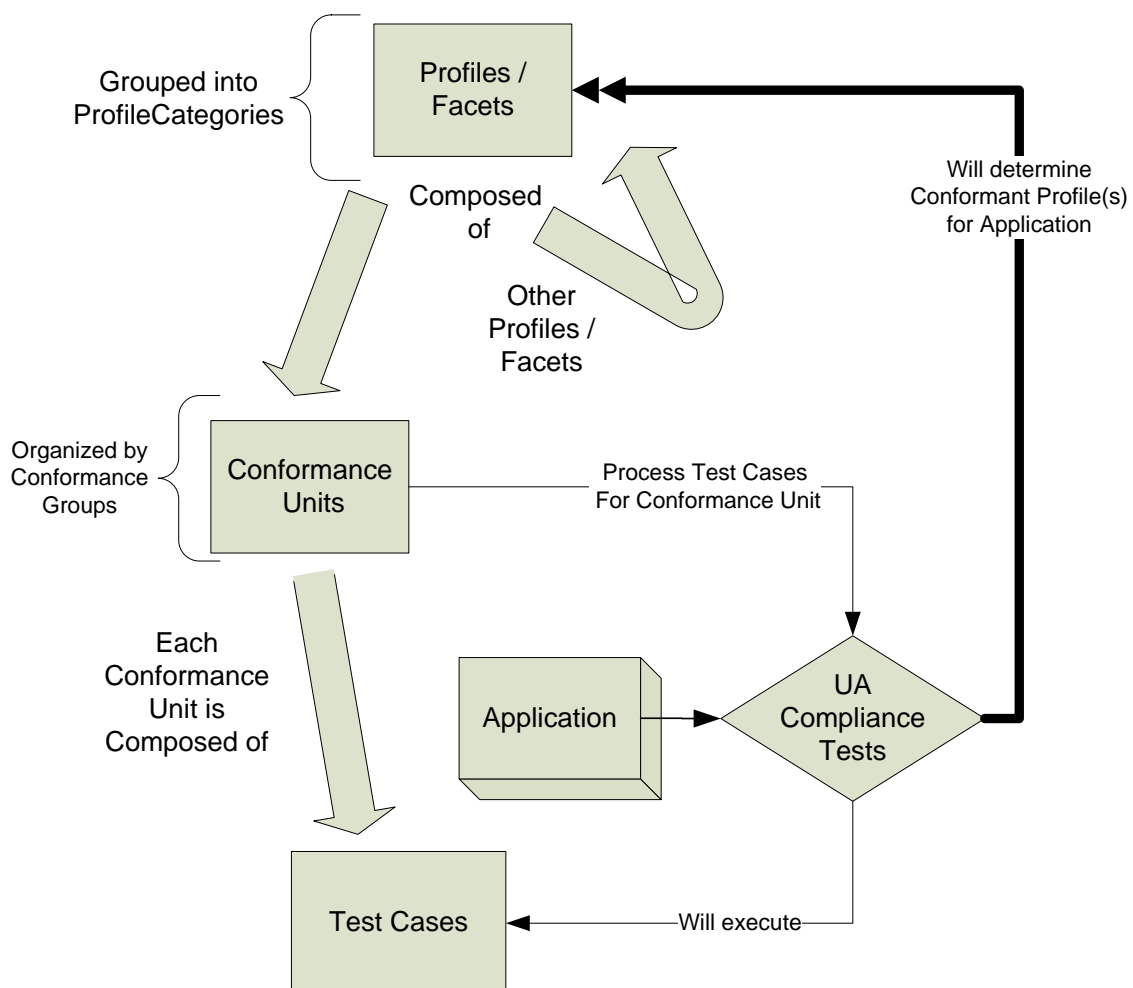 Grouped into
ProfileCategories
Profiles /
Facets
Will determine
Conformant Profile(s)
for Application
Composed
of
Other
Profiles /
Facets
Organized by
Conformance
Groups
Conformance
Units
Process Test Cases
For Conformance Unit
Each
Conformance
Unit is
Composed of
Application
UA
Compliance
Tests
Test Cases
Will execute